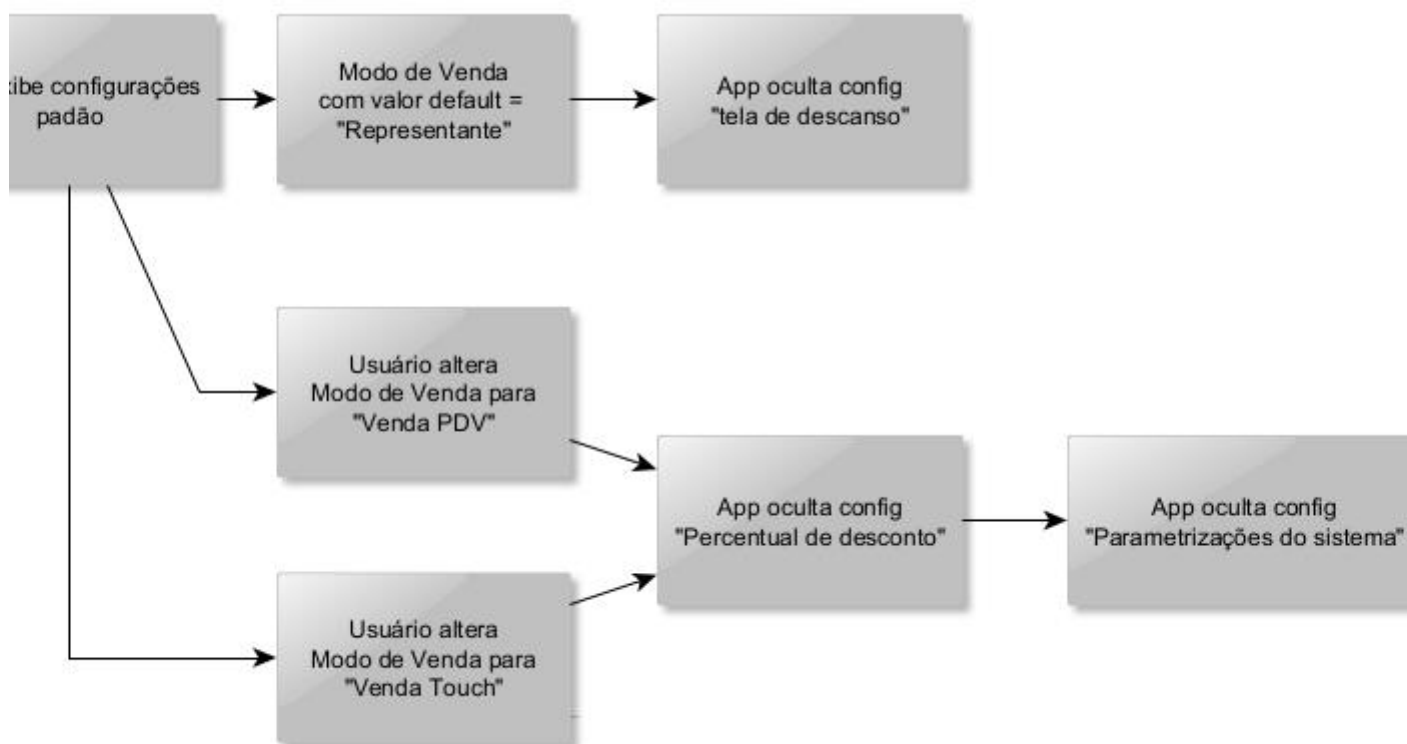 xibe configurações
padão
Modo de Venda
com valor default =
"Representante"
App oculta config
"tela de descanso"
Usuário altera
Modo de Venda para
"Venda PDV"
App oculta config
"Percentual de desconto"
App oculta config
"Parametrizações do sistema"
Usuário altera
Modo de Venda para
"Venda Touch"